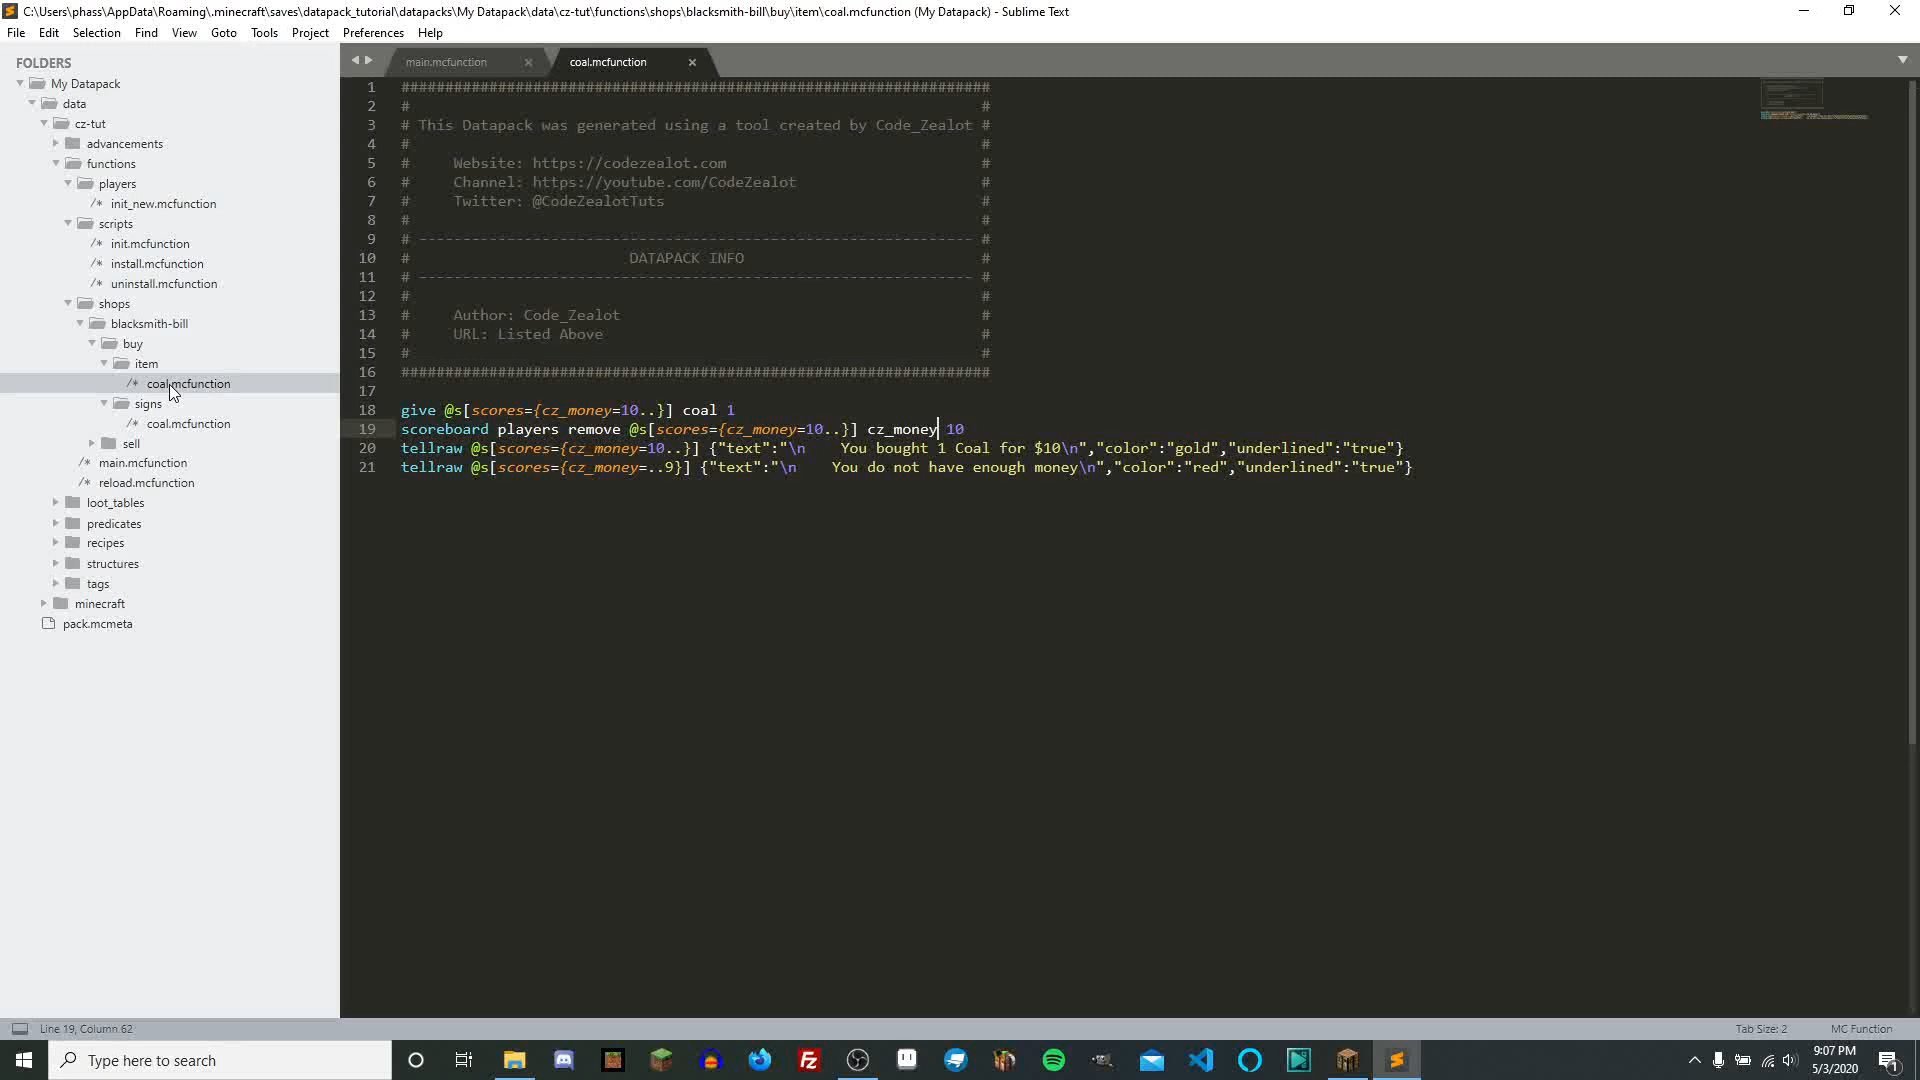 C:\Users\phass\AppData\Roaming\.minecraft\saves\datapack_tutorial\datapacks\My Datapack\data\cz-tut\functions\shops\blacksmith-bill\buy\item\coal.mcfunction (My Datapack) - Sublime Text
File Edit Selection Find View Goto Tools Project Preferences Help
FOLDERS
My Datapack
data
cz-tut
advancements
functions
players
/* init_new.mcfunction
scripts
/* init.mcfunction
/* install.mcfunction
/* uninstall.mcfunction
shops
blacksmith-bill
buy
item
/* coal.mcfunction
signs
/* coal.mcfunction
sell
/* main.mcfunction
/* reload.mcfunction
loot_tables
predicates
recipes
structures
tags
minecraft
pack.mcmeta
main.mcfunction × coal.mcfunction ×
1 ###################################################################
2 # #
3 # This Datapack was generated using a tool created by Code_Zealot #
4 # #
5 # Website: https://codezealot.com #
6 # Channel: https://youtube.com/CodeZealot #
7 # Twitter: @CodeZealotTuts #
8 # #
9 # --------------------------------------------------------------- #
10 # DATAPACK INFO #
11 # --------------------------------------------------------------- #
12 # #
13 # Author: Code_Zealot #
14 # URL: Listed Above #
15 # #
16 ###################################################################
17
18 give @s[scores={cz_money=10..}] coal 1
19 scoreboard players remove @s[scores={cz_money=10..}] cz_money 10
20 tellraw @s[scores={cz_money=10..}] {"text":"\n    You bought 1 Coal for $10\n","color":"gold","underlined":"true"}
21 tellraw @s[scores={cz_money=..9}] {"text":"\n    You do not have enough money\n","color":"red","underlined":"true"}
Line 19, Column 62 Tab Size: 2 MC Function
Type here to search
9:07 PM
5/3/2020
1